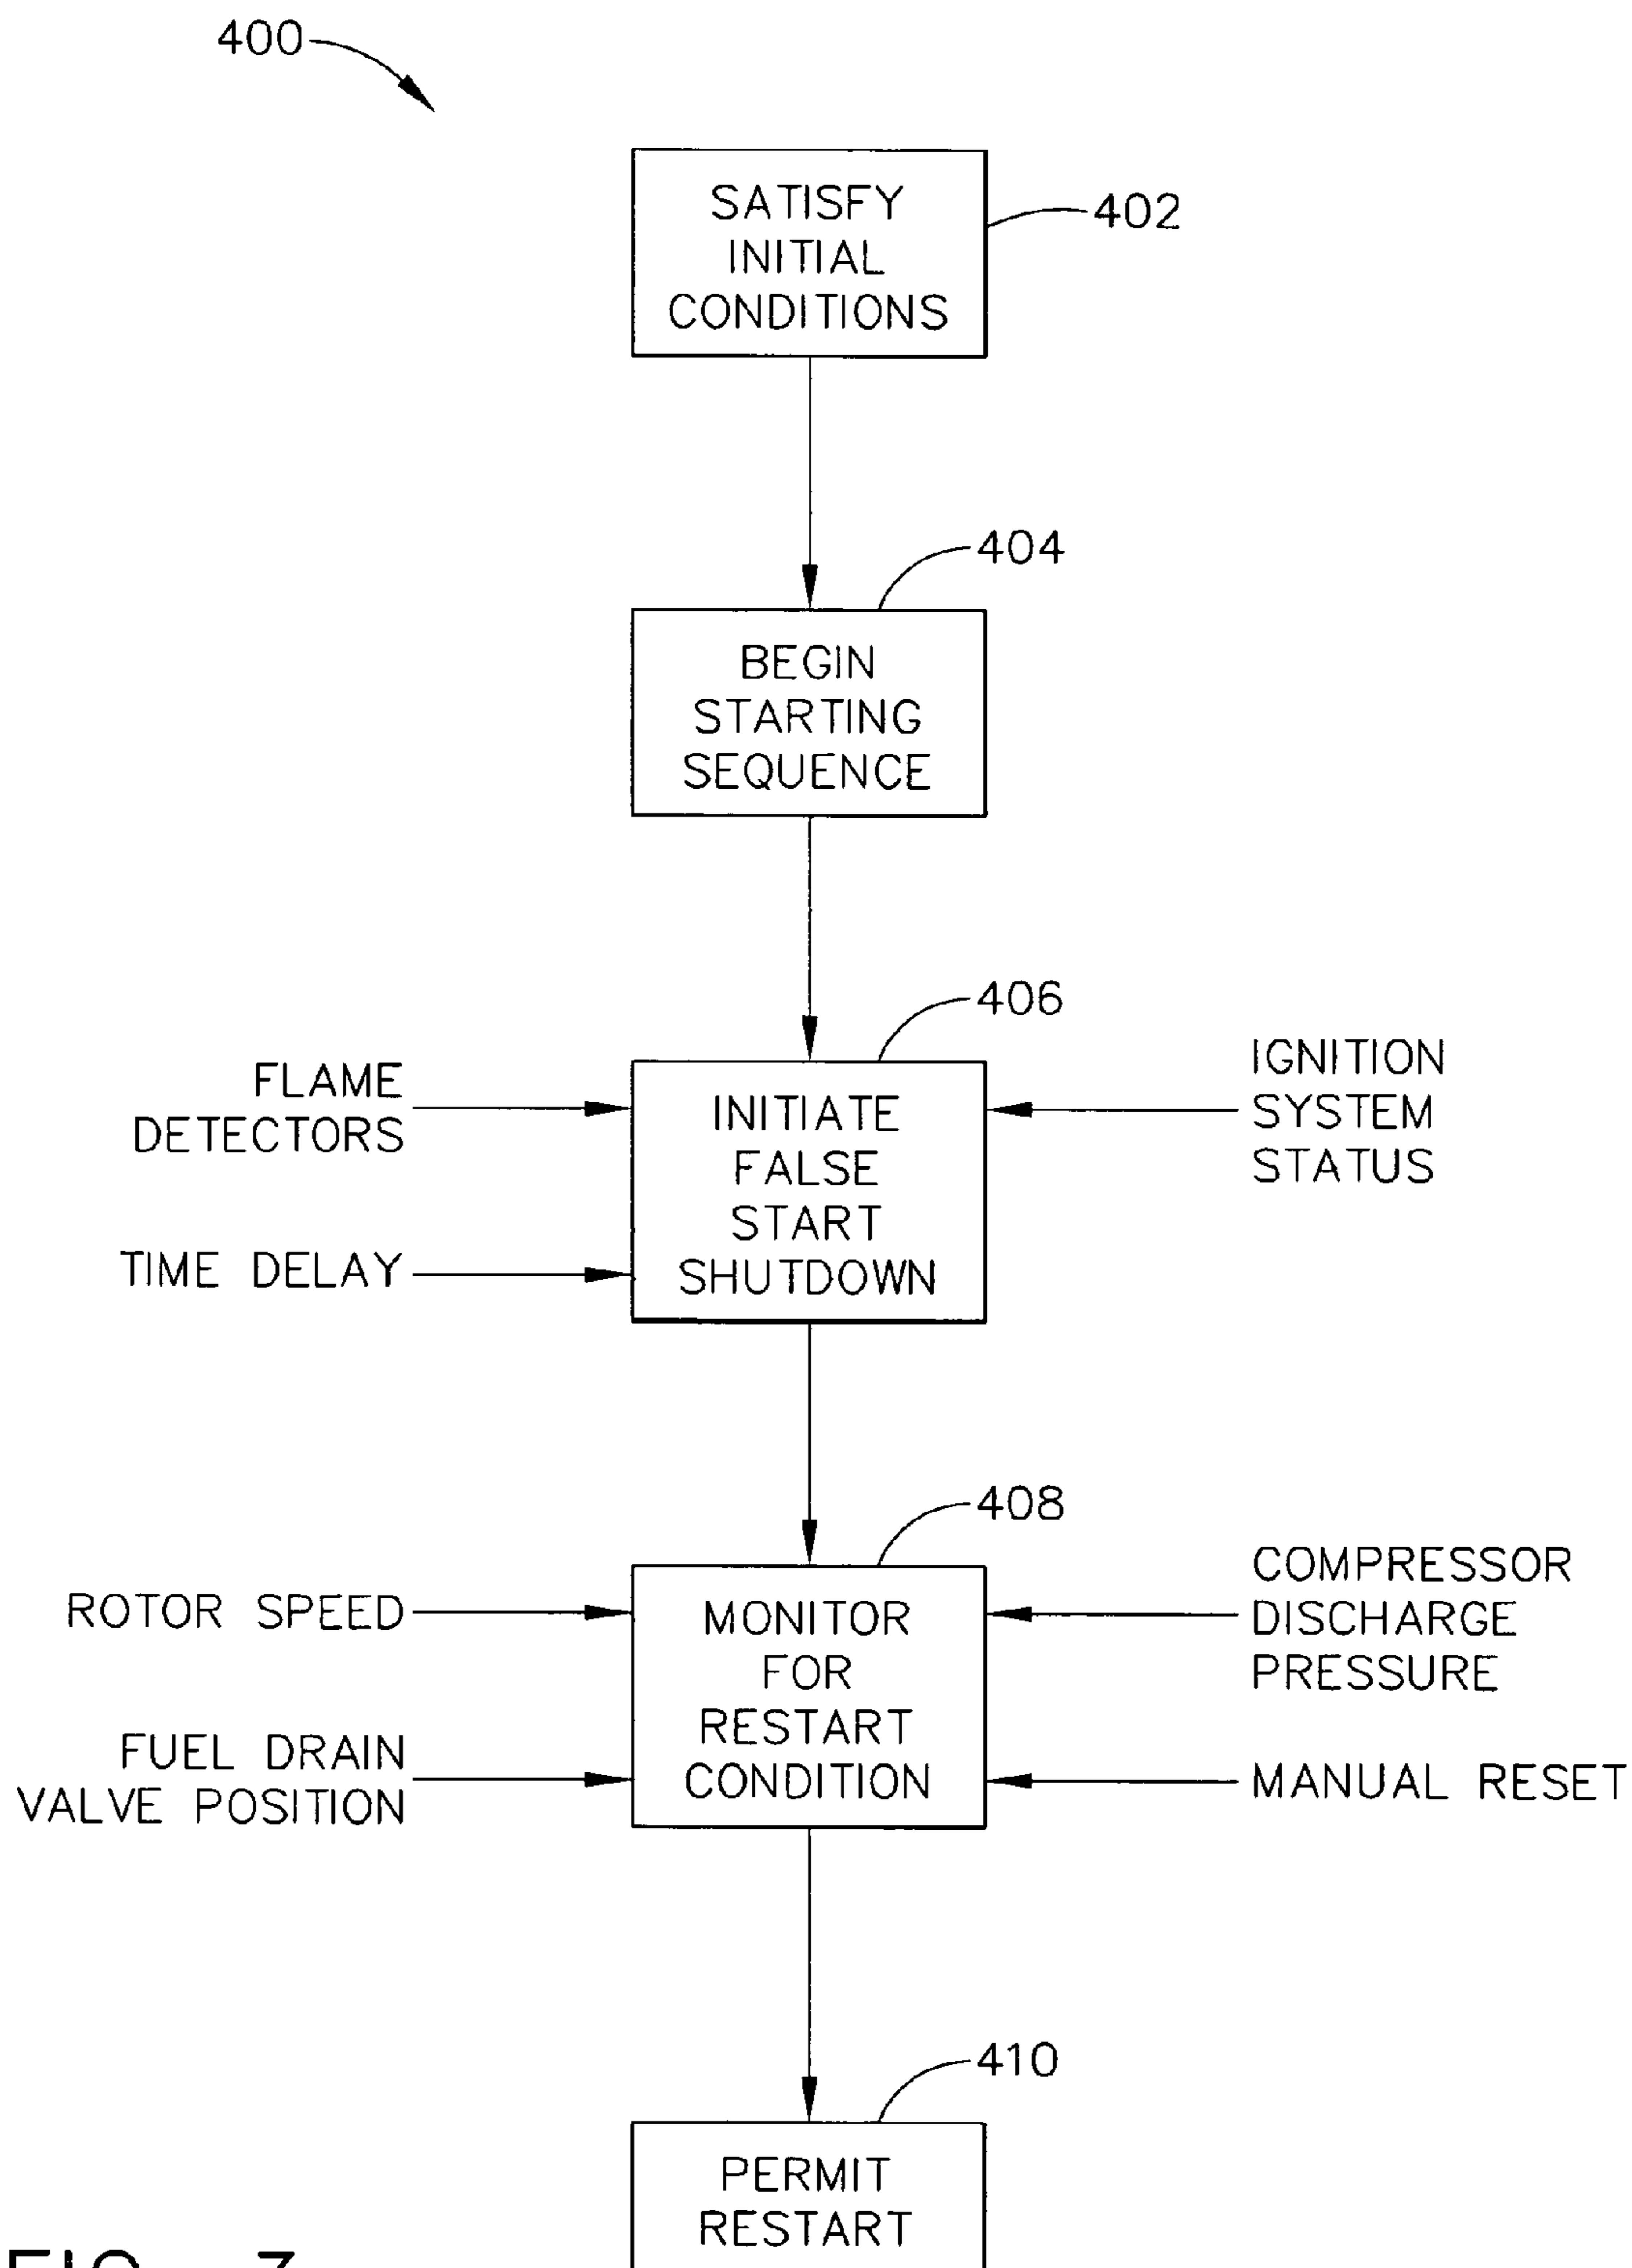 400
SATISFY
INITIAL
CONDITIONS
402
404
BEGIN
STARTING
SEQUENCE
406
FLAME
DETECTORS
TIME DELAY
INITIATE
FALSE
START
SHUTDOWN
IGNITION
SYSTEM
STATUS
408
ROTOR SPEED
FUEL DRAIN
VALVE POSITION
MONITOR
FOR
RESTART
CONDITION
COMPRESSOR
DISCHARGE
PRESSURE
MANUAL RESET
410
PERMIT
RESTART